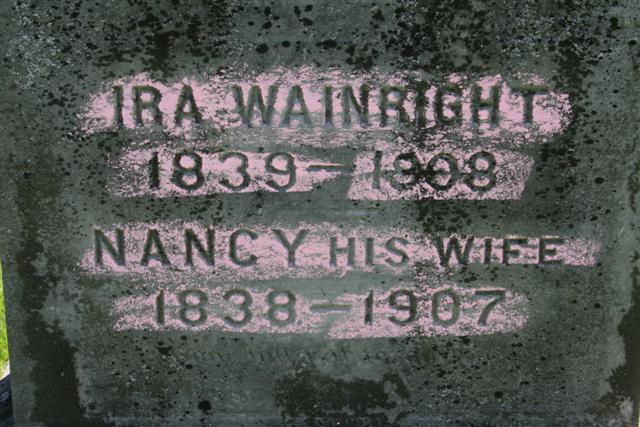 IRA WAINRIGHT
1839 — 1908
NANCY HIS WIFE
1838 — 1907